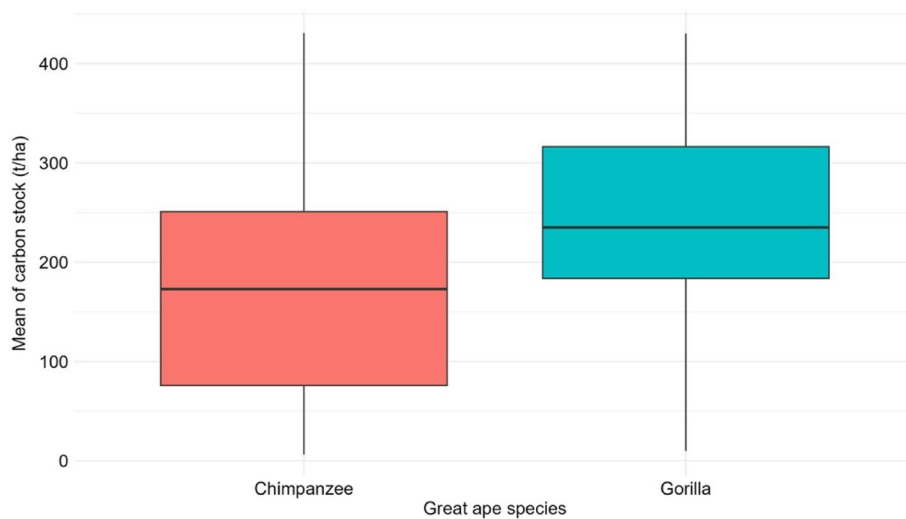 Mean of carbon stock (t/ha)
400
300
200
100
0
Chimpanzee
Gorilla
Great ape species